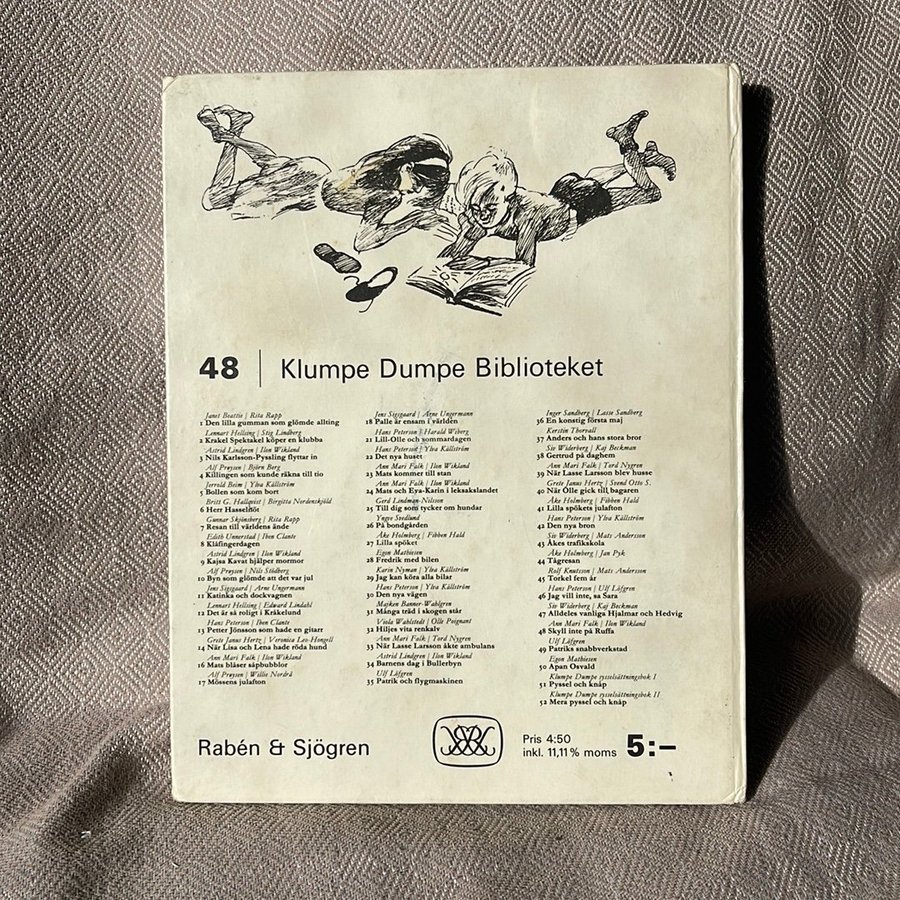 48 | Klumpe Dumpe Biblioteket
Janet Beattie | Rita Rapp
1 Den lilla gumman som glömde allting
Lennart Hellsing | Stig Lindberg
2 Krakel Spektakel köper en klubba
Astrid Lindgren | Ilon Wikland
3 Nils Karlsson-Pyssling flyttar in
Alf Prøysen | Björn Berg
4 Killingen som kunde räkna till tio
Jerrold Beim | Ylva Källström
5 Bollen som kom bort
Britt G. Hallqvist | Birgitta Nordenskjöld
6 Herr Hasselföt
Gunnar Skjönsberg | Rita Rapp
7 Resan till världens ände
Edith Unnerstad | Iben Clante
8 Klåfingerdagen
Astrid Lindgren | Ilon Wikland
9 Kajsa Kavat hjälper mormor
Alf Prøysen | Nils Stödberg
10 Byn som glömde att det var jul
Jens Sigsgaard | Arne Ungermann
11 Katinka och dockvagnen
Lennart Hellsing | Edward Lindahl
12 Det är så roligt i Kråkelund
Hans Peterson | Iben Clante
13 Petter Jönsson som hade en gitarr
Grete Janus Hertz | Veronica Leo-Hongell
14 När Lisa och Lena hade röda hund
Ann Mari Falk | Ilon Wikland
16 Mats blåser såpbubblor
Alf Prøysen | Wilhe Nordrå
17 Mössens julafton
Jens Sigsgaard | Arne Ungermann
18 Palle är ensam i världen
Hans Peterson | Harald Wiberg
21 Lill-Olle och sommardagen
Hans Peterson | Ylva Källström
22 Det nya huset
Ann Mari Falk | Ilon Wikland
23 Mats kommer till stan
Ann Mari Falk | Ilon Wikland
24 Mats och Eya-Karin i leksakslandet
Gerd Lindman-Nilsson
25 Till dig som tycker om hundar
Yngve Svedlund
26 På bondgården
Åke Holmberg | Fibben Hald
27 Lilla spöket
Egon Mathiesen
28 Fredrik med bilen
Karin Nyman | Ylva Källström
29 Jag kan köra alla bilar
Hans Peterson | Ylva Källström
30 Den nya vägen
Majken Banner-Wahlgren
31 Många träd i skogen står
Viola Wahlstedt | Olle Poignant
32 Hiljes vita renkalv
Ann Mari Falk | Tord Nygren
33 När Lasse Larsson åkte ambulans
Astrid Lindgren | Ilon Wikland
34 Barnens dag i Bullerbyn
Ulf Löfgren
35 Patrik och flygmaskinen
Inger Sandberg | Lasse Sandberg
36 En konstig första maj
Kerstin Thorvall
37 Anders och hans stora bror
Siv Widerberg | Kaj Beckman
38 Gertrud på daghem
Ann Mari Falk | Tord Nygren
39 När Lasse Larsson blev husse
Grete Janus Hertz | Svend Otto S.
40 När Olle gick till bagaren
Åke Holmberg | Fibben Hald
41 Lilla spökets julafton
Hans Peterson | Ylva Källström
42 Den nya bron
Siv Widerberg | Mats Andersson
43 Åkes trafikskola
Åke Holmberg | Jan Pyk
44 Tågresan
Rolf Knutsson | Mats Andersson
45 Torkel fem år
Hans Peterson | Ulf Löfgren
46 Jag vill inte, sa Sara
Siv Widerberg | Kaj Beckman
47 Alldeles vanliga Hjalmar och Hedvig
Ann Mari Falk | Ilon Wikland
48 Skyll inte på Ruffa
Ulf Löfgren
49 Patriks snabbverkstad
Egon Mathiesen
50 Apan Osvald
Klumpe Dumpe sysselsättningsbok I
51 Pyssel och knåp
Klumpe Dumpe sysselsättningsbok II
52 Mera pyssel och knåp
Rabén & Sjögren
Pris 4:50
inkl. 11,11 % moms 5:–